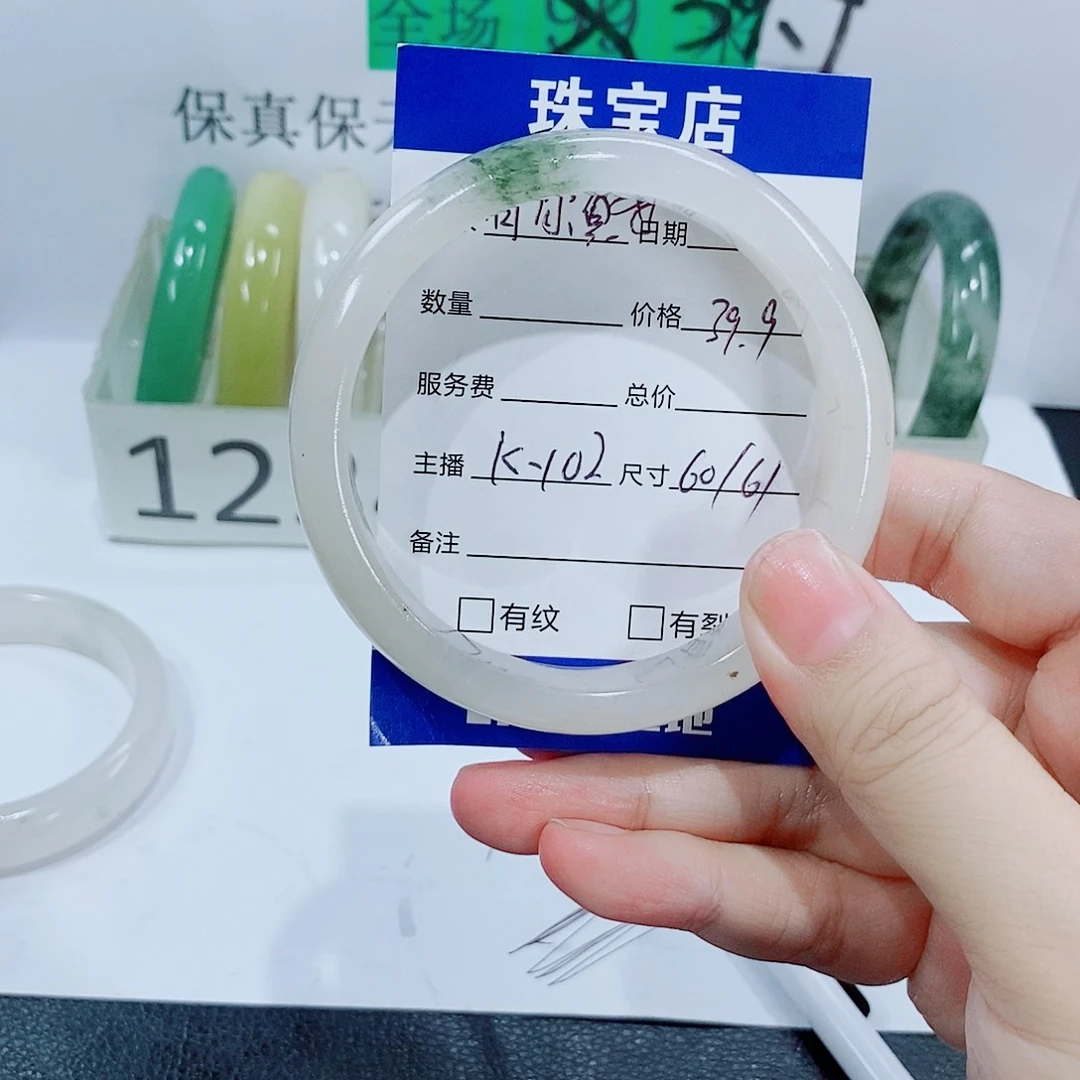 全场
保真保
珠宝店
日期
数量 价格 39.9
服务费 总价
主播 K-102 尺寸 60/61
备注
□有纹 □有裂
地
12